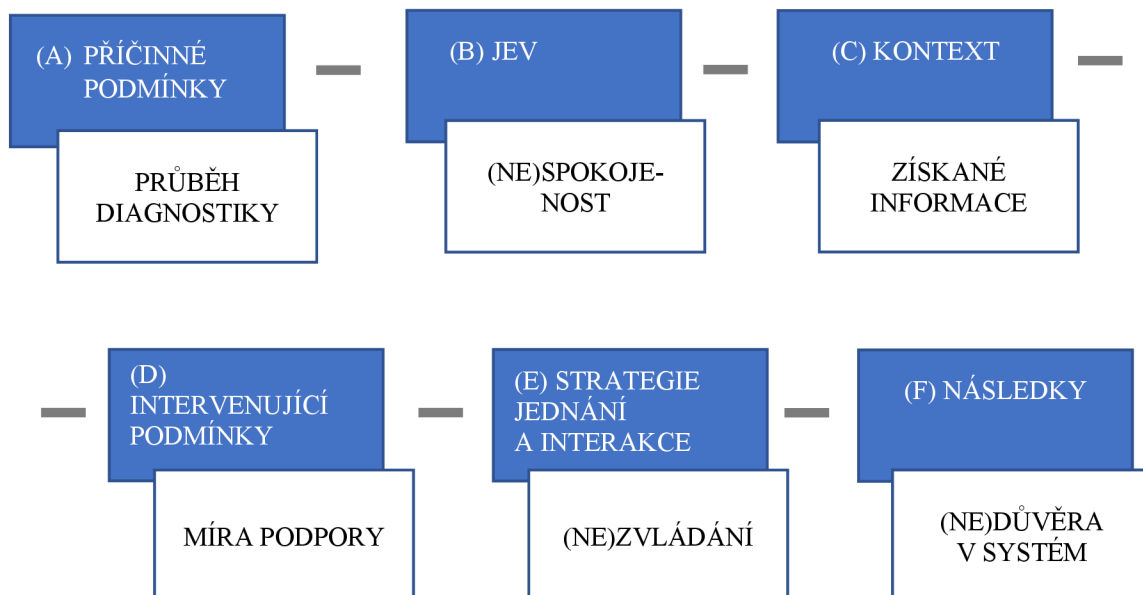 (A) PŘÍČINNÉ
PODMÍNKY
PRŮBĚH
DIAGNOSTIKY
(B) JEV
(NE)SPOKOJE-
NOST
(C) KONTEXT
ZÍSKANÉ
INFORMACE
(D)
INTERVENUJÍCÍ
PODMÍNKY
MÍRA PODPORY
(E) STRATEGIE
JEDNÁNÍ
A INTERAKCE
(NE)ZVLÁDÁNÍ
(F) NÁSLEDKY
(NE)DŮVĚRA
V SYSTÉM